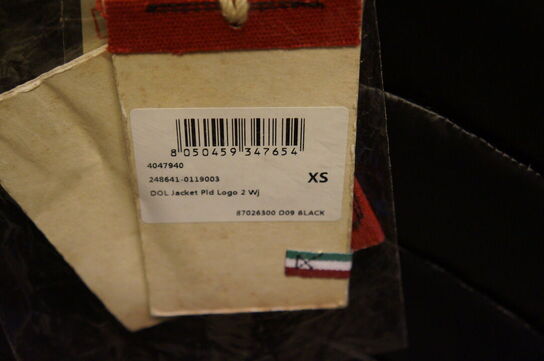 8 050459 347654
4047940
248641-0119003
XS
DOL Jacket Pld Logo 2 Wj
87026300 D09 BLACK